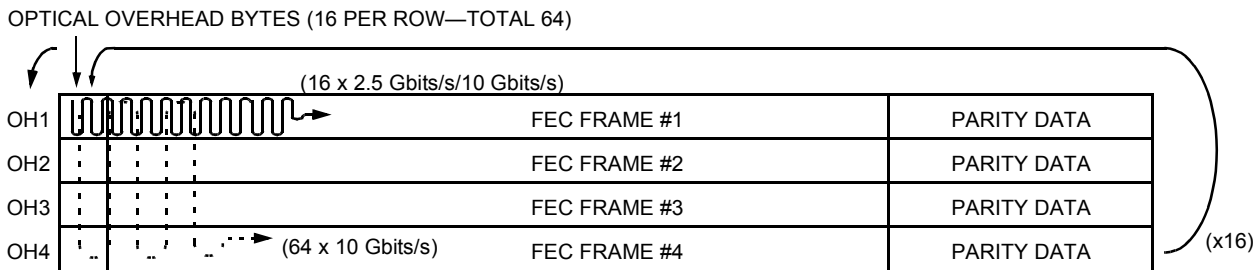 OPTICAL OVERHEAD BYTES (16 PER ROW—TOTAL 64)
(16 x 2.5 Gbits/s/10 Gbits/s)
OH1 FEC FRAME #1 PARITY DATA
OH2 FEC FRAME #2 PARITY DATA
OH3 FEC FRAME #3 PARITY DATA
OH4 (64 x 10 Gbits/s) FEC FRAME #4 PARITY DATA (x16)